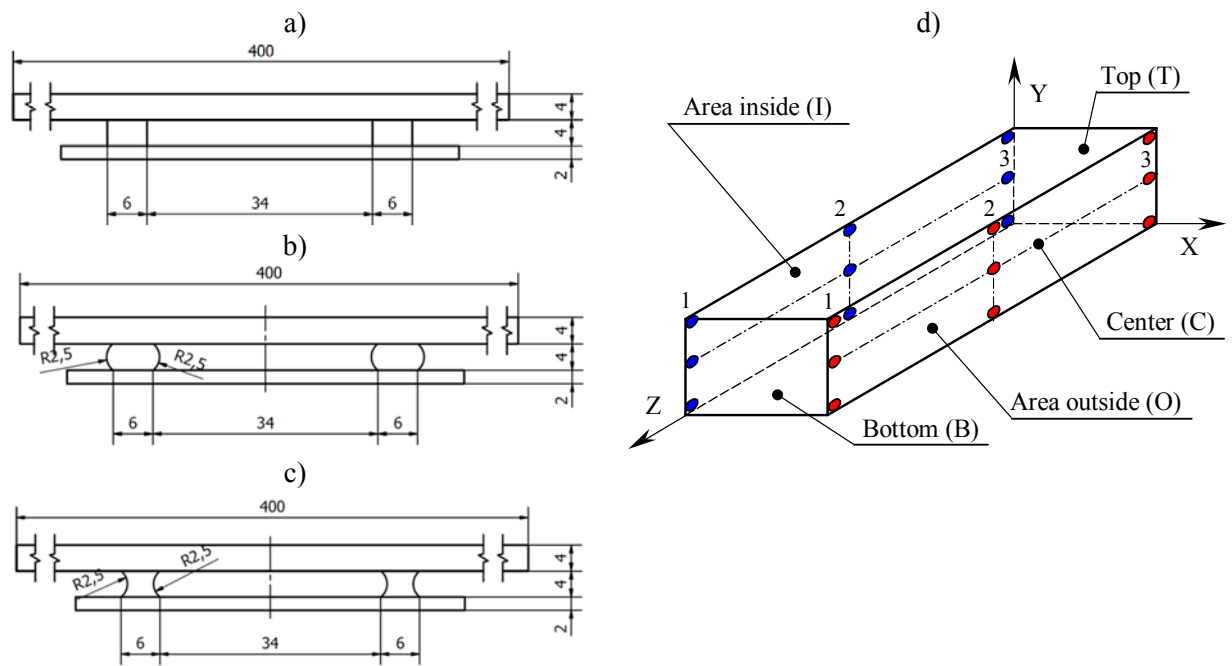 a)
400
4
4
2
6
34
6
b)
400
R2,5
R2,5
4
4
2
6
34
6
c)
400
R2,5
R2,5
4
4
2
6
34
6
d)
Y
Top (T)
Area inside (I)
3
3
2
2
X
1
1
Center (C)
Z
Area outside (O)
Bottom (B)